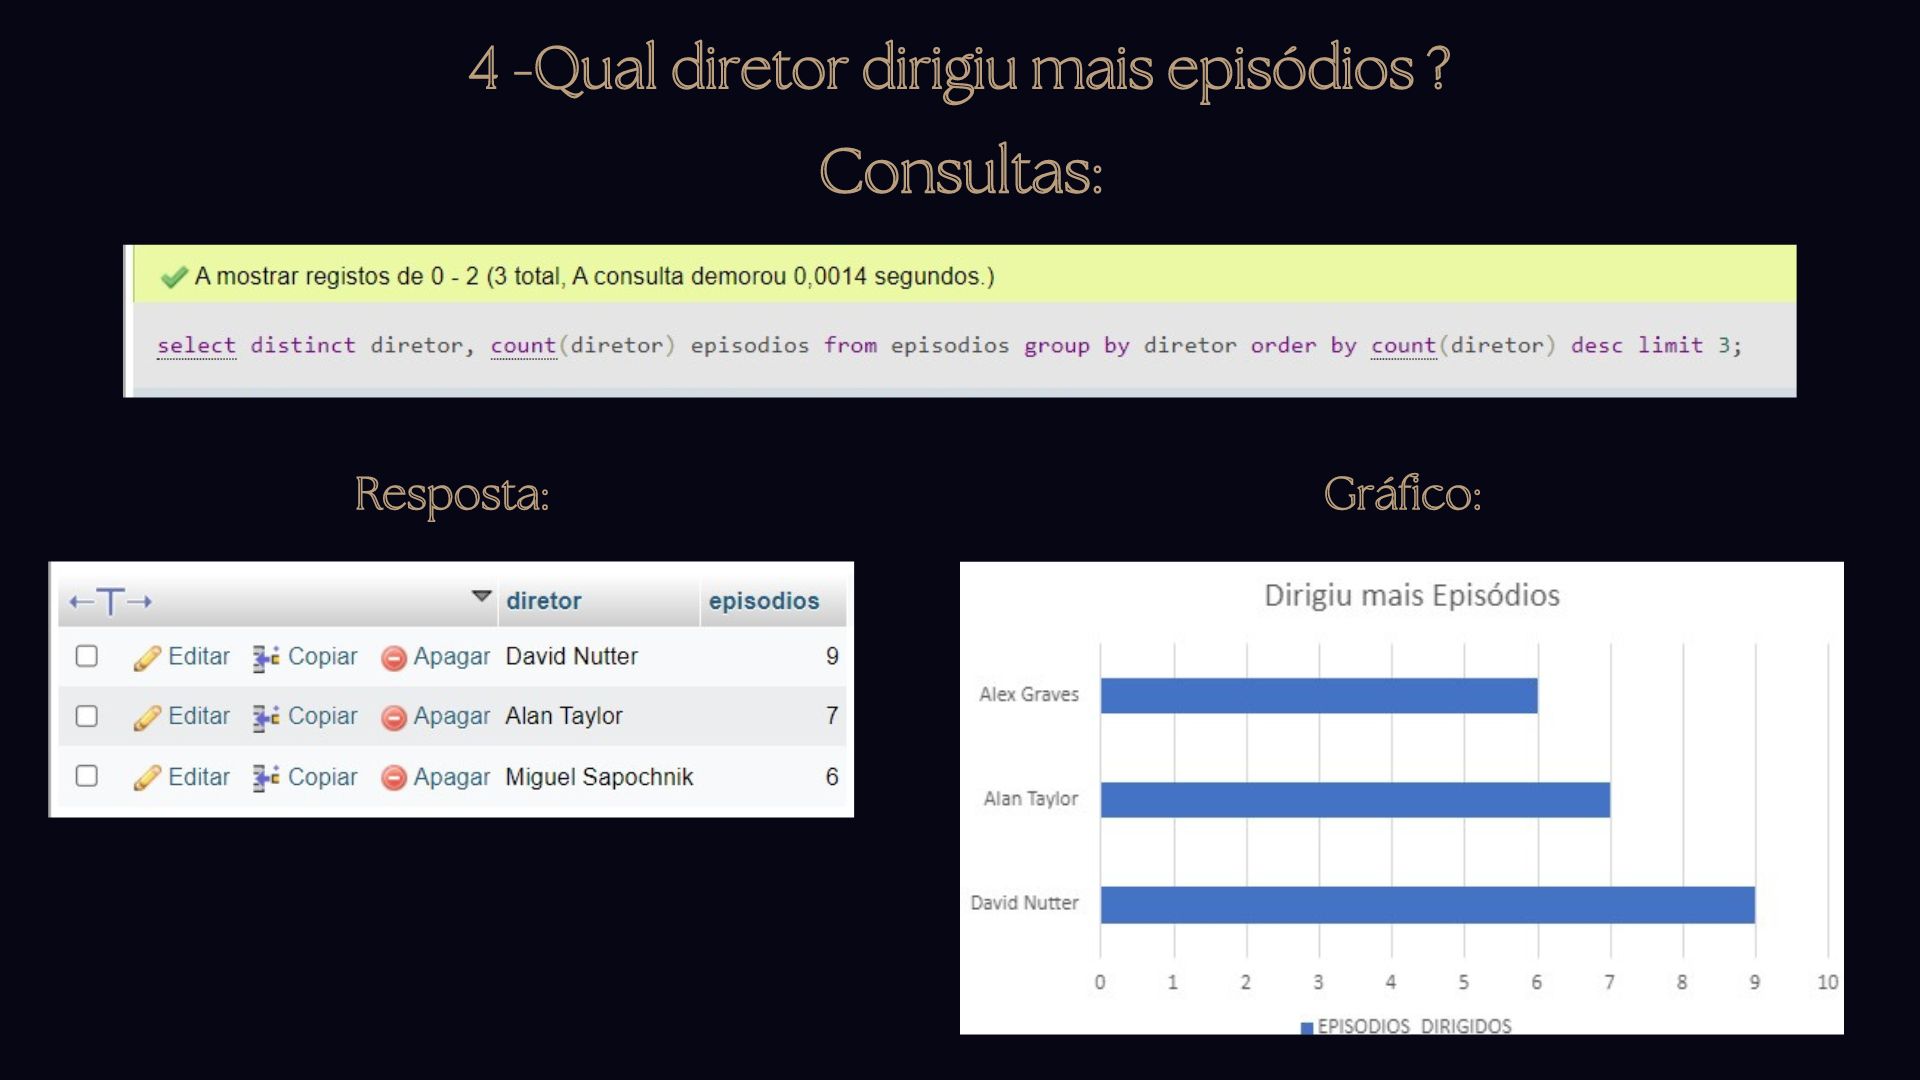 4 -Qual diretor dirigiu mais episódios ?
Consultas:
A mostrar registos de 0 - 2 (3 total, A consulta demorou 0,0014 segundos.)
select distinct diretor, count(diretor) episodios from episodios group by diretor order by count(diretor) desc limit 3;
Resposta:
diretor episodios
Editar Copiar Apagar David Nutter 9
Editar Copiar Apagar Alan Taylor 7
Editar Copiar Apagar Miguel Sapochnik 6
Gráfico:
Dirigiu mais Episódios
Alex Graves
Alan Taylor
David Nutter
0 1 2 3 4 5 6 7 8 9 10
EPISODIOS_DIRIGIDOS